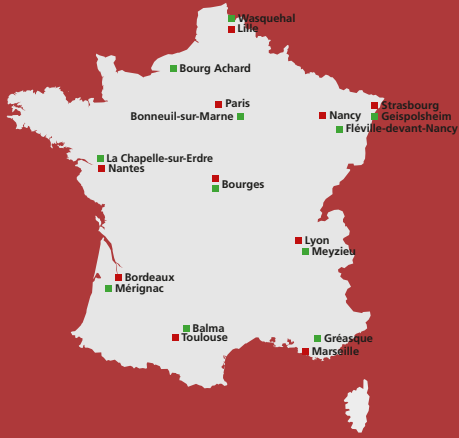 Wasquehal
Lille
Bourg Achard
Paris
Strasbourg
Bonneuil-sur-Marne
Nancy
Geispolsheim
Fléville-devant-Nancy
La Chapelle-sur-Erdre
Nantes
Bourges
Lyon
Meyzieu
Bordeaux
Mérignac
Balma
Toulouse
Gréasque
Marseille